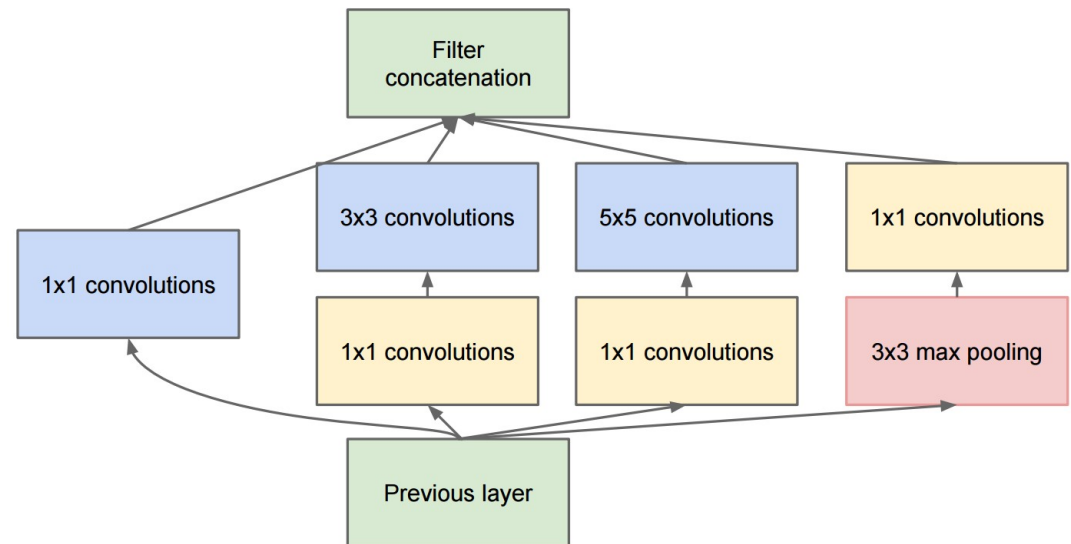 Filter
concatenation
3x3 convolutions
5x5 convolutions
1x1 convolutions
1x1 convolutions
1x1 convolutions
1x1 convolutions
3x3 max pooling
Previous layer